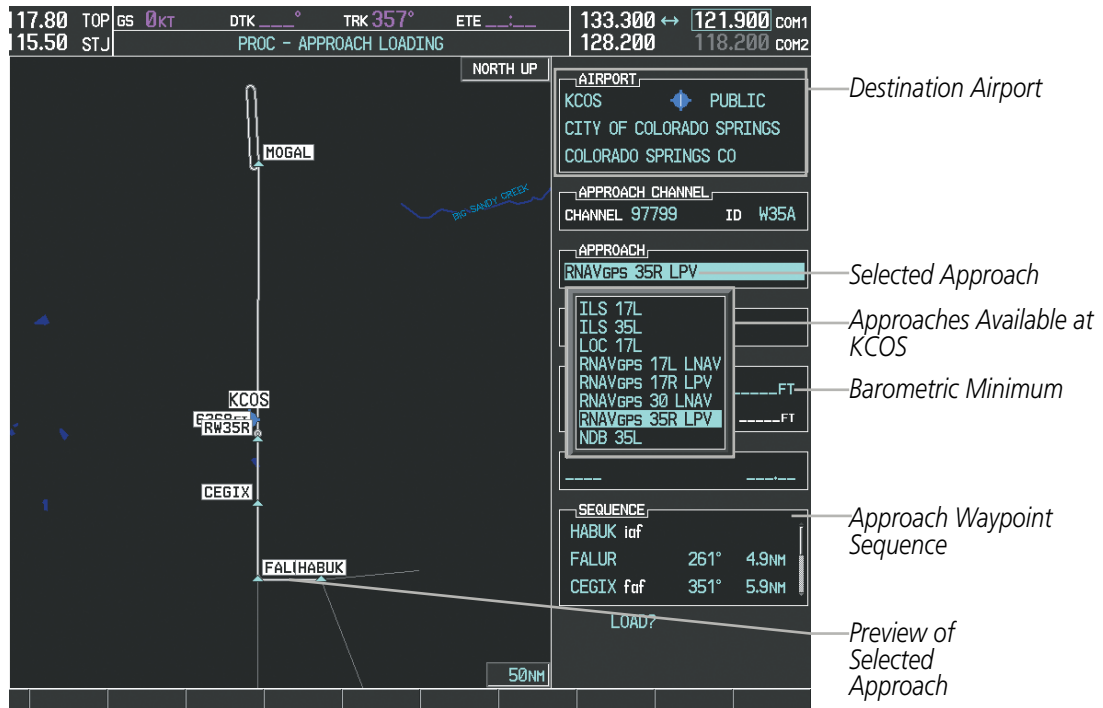 117.80 TOP GS 0KT DTK ___° TRK 357° ETE __:__ 133.300 ↔ 121.900 COM1
115.50 STJ PROC – APPROACH LOADING 128.200 118.200 COM2
NORTH UP
MOGAL
BIG SANDY CREEK
KCOS
RW35R
CEGIX
HABUK
50NM
AIRPORT
KCOS PUBLIC
CITY OF COLORADO SPRINGS
COLORADO SPRINGS CO
APPROACH CHANNEL
CHANNEL 97799 ID W35A
APPROACH
RNAVGPS 35R LPV
ILS 17L
ILS 35L
LOC 17L
RNAVGPS 17L LNAV
RNAVGPS 17R LPV
RNAVGPS 30 LNAV
RNAVGPS 35R LPV
NDB 35L
_____FT
_____FT
____ ___:__
SEQUENCE
HABUK iaf
FALUR 261° 4.9NM
CEGIX faf 351° 5.9NM
LOAD?
Destination Airport
Selected Approach
Approaches Available at
KCOS
Barometric Minimum
Approach Waypoint
Sequence
Preview of
Selected
Approach